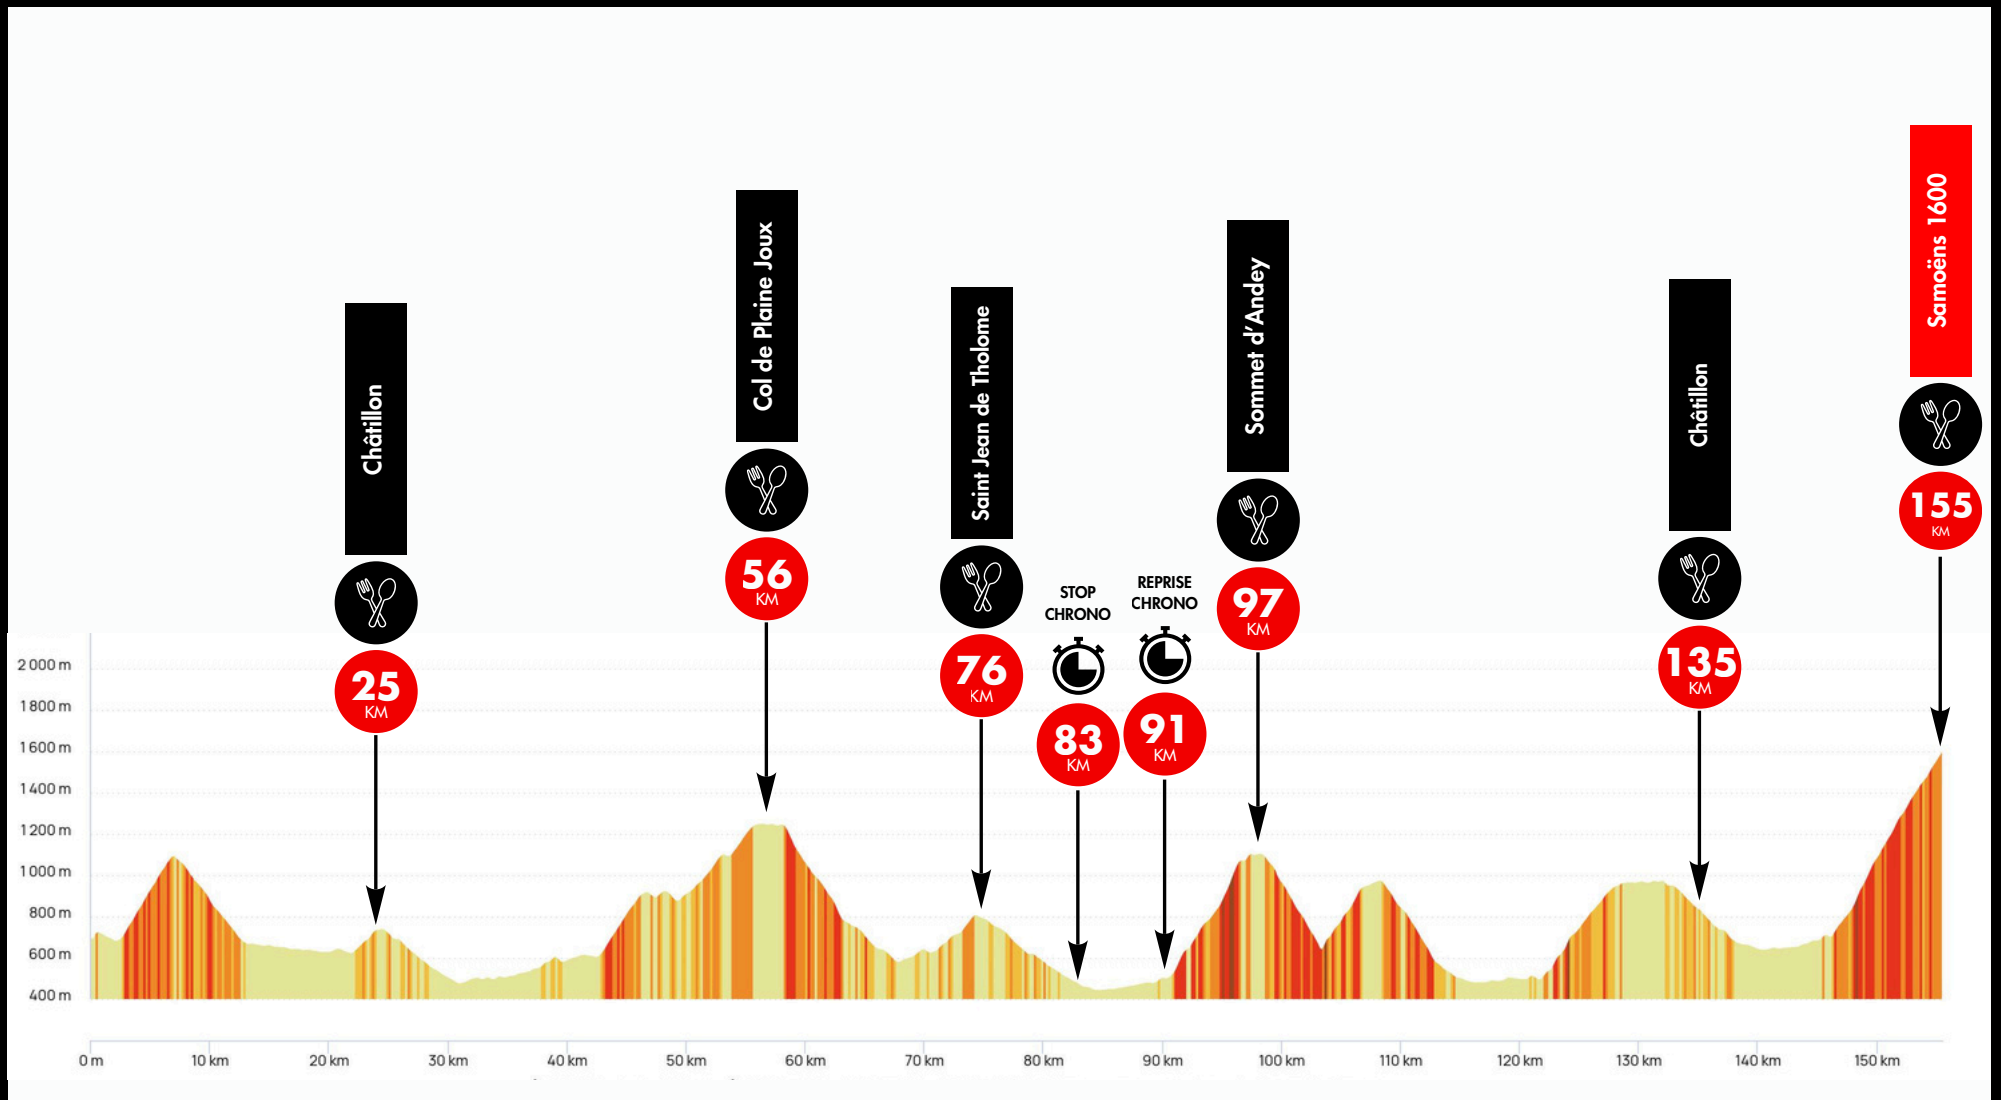 Châtillon
25
KM
Col de Plaine Joux
56
KM
Saint Jean de Tholome
76
KM
STOP
CHRONO
83
KM
REPRISE
CHRONO
91
KM
Sommet d'Andey
97
KM
Châtillon
135
KM
Samoëns 1600
155
KM
2 000 m
1 800 m
1 600 m
1 400 m
1 200 m
1 000 m
800 m
600 m
400 m
0 m
10 km
20 km
30 km
40 km
50 km
60 km
70 km
80 km
90 km
100 km
110 km
120 km
130 km
140 km
150 km